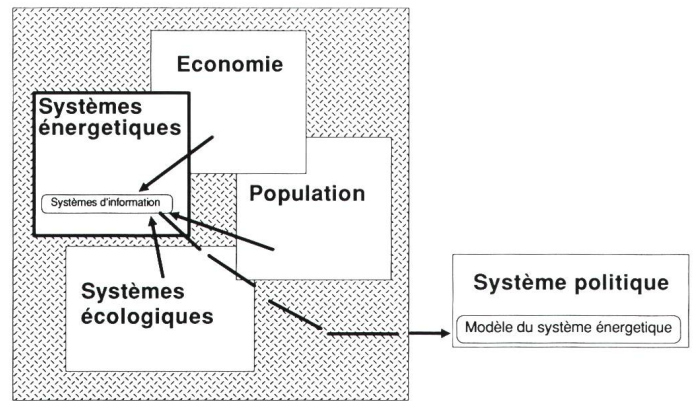 Economie
Systèmes
énergetiques
Systèmes d'information
Population
Systèmes
écologiques
Système politique
Modèle du système énergetique